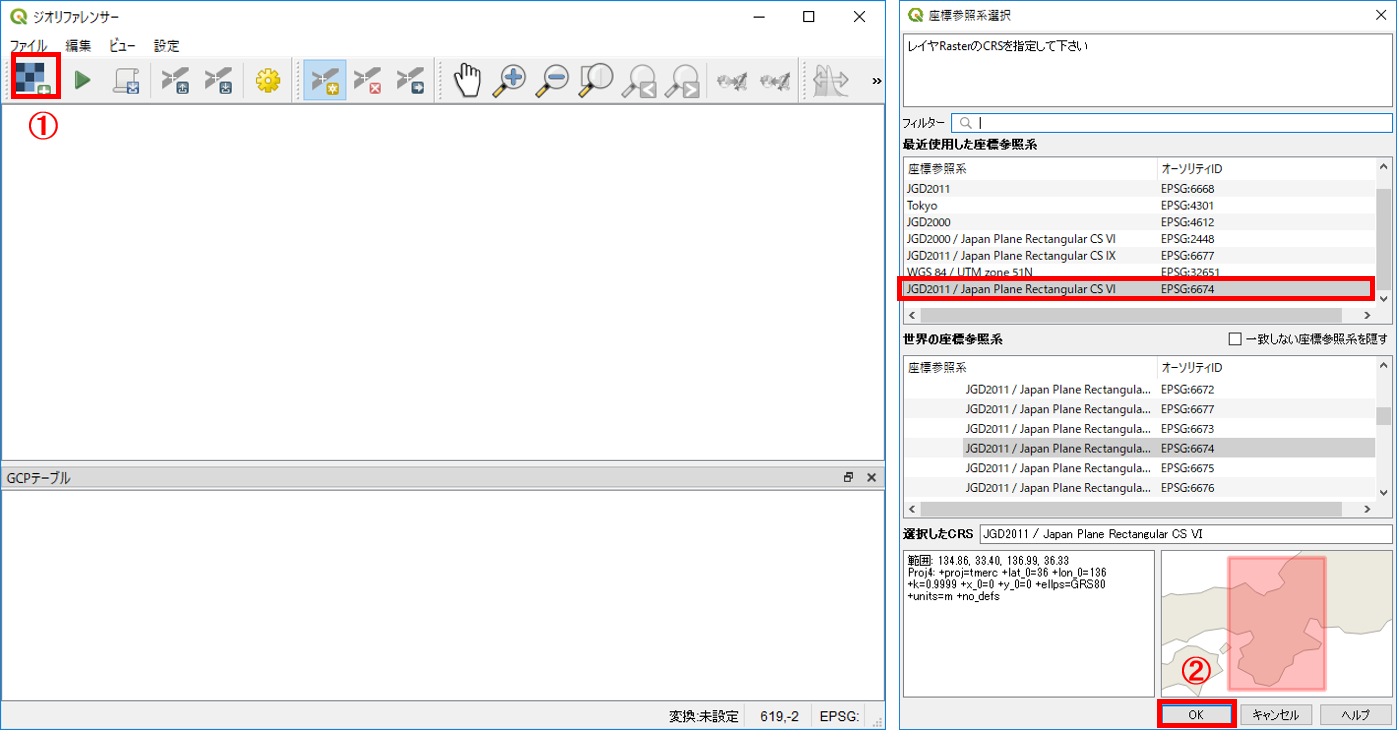 ジオリファレンサー
ファイル 編集 ビュー 設定
①
GCPテーブル
変換:未設定 619,-2 EPSG:
座標参照系選択
レイヤRasterのCRSを指定して下さい
フィルター
最近使用した座標参照系
座標参照系 オーソリティID
JGD2011 EPSG:6668
Tokyo EPSG:4301
JGD2000 EPSG:4612
JGD2000 / Japan Plane Rectangular CS VI EPSG:2448
JGD2011 / Japan Plane Rectangular CS IX EPSG:6677
WGS 84 / UTM zone 51N EPSG:32651
JGD2011 / Japan Plane Rectangular CS VI EPSG:6674
世界の座標参照系 一致しない座標参照系を隠す
座標参照系 オーソリティID
JGD2011 / Japan Plane Rectangula... EPSG:6672
JGD2011 / Japan Plane Rectangula... EPSG:6677
JGD2011 / Japan Plane Rectangula... EPSG:6673
JGD2011 / Japan Plane Rectangula... EPSG:6674
JGD2011 / Japan Plane Rectangula... EPSG:6675
JGD2011 / Japan Plane Rectangula... EPSG:6676
選択したCRS JGD2011 / Japan Plane Rectangular CS VI
範囲: 134.86, 33.40, 136.99, 36.33
Proj4: +proj=tmerc +lat_0=36 +lon_0=136
+k=0.9999 +x_0=0 +y_0=0 +ellps=GRS80
+units=m +no_defs
②
OK キャンセル ヘルプ